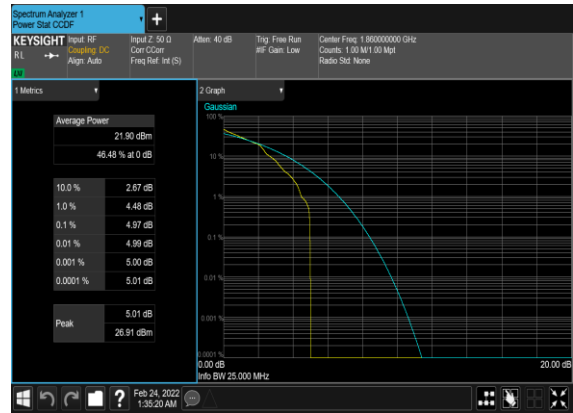 Spectrum Analyzer 1
Power Stat CCDF
KEYSIGHT
RL
LXI
Input: RF
Coupling: DC
Align: Auto
Input Z: 50 Ω
Corr CCorr
Freq Ref: Int (S)
Atten: 40 dB
Trig: Free Run
#IF Gain: Low
Center Freq: 1.860000000 GHz
Counts: 1.00 M/1.00 Mpt
Radio Std: None
1 Metrics
Average Power
21.90 dBm
46.48 % at 0 dB
10.0 % 2.67 dB
1.0 % 4.48 dB
0.1 % 4.97 dB
0.01 % 4.99 dB
0.001 % 5.00 dB
0.0001 % 5.01 dB
Peak
5.01 dB
26.91 dBm
2 Graph
Gaussian
100 %
10 %
1 %
0.1 %
0.01 %
0.001 %
0.0001 %
0.00 dB
20.00 dB
Info BW 25.000 MHz
?
Feb 24, 2022
1:35:20 AM